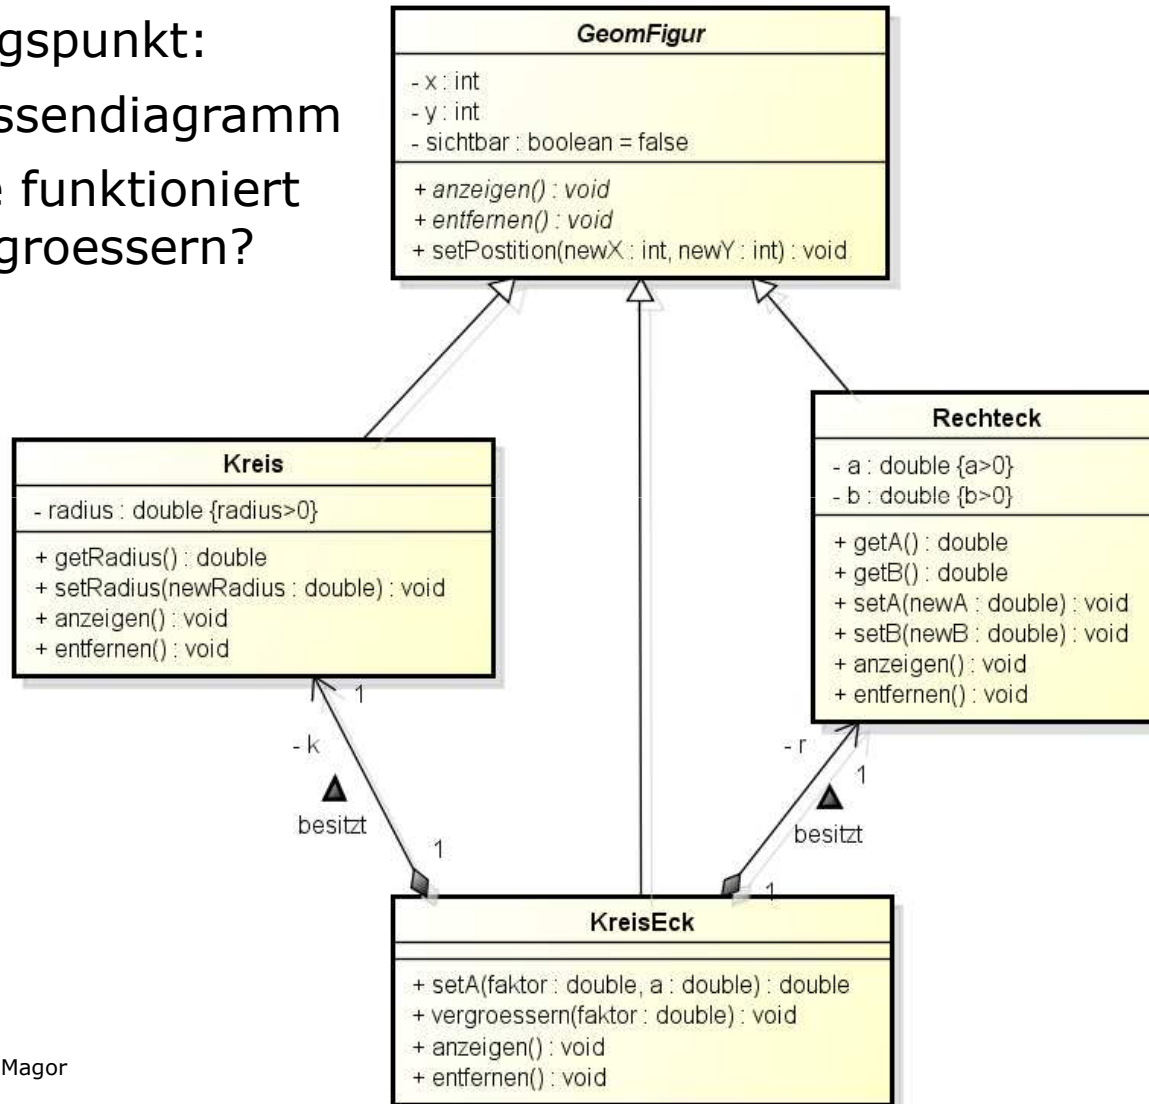 gspunkt:
ssendiagramm
e funktioniert
groessern?
GeomFigur
- x : int
- y : int
- sichtbar : boolean = false
+ anzeigen() : void
+ entfernen() : void
+ setPostition(newX : int, newY : int) : void
Kreis
- radius : double {radius>0}
+ getRadius() : double
+ setRadius(newRadius : double) : void
+ anzeigen() : void
+ entfernen() : void
Rechteck
- a : double {a>0}
- b : double {b>0}
+ getA() : double
+ getB() : double
+ setA(newA : double) : void
+ setB(newB : double) : void
+ anzeigen() : void
+ entfernen() : void
1
- k
besitzt
1
- r
1
besitzt
1
KreisEck
+ setA(faktor : double, a : double) : double
+ vergroessern(faktor : double) : void
+ anzeigen() : void
+ entfernen() : void
Magor